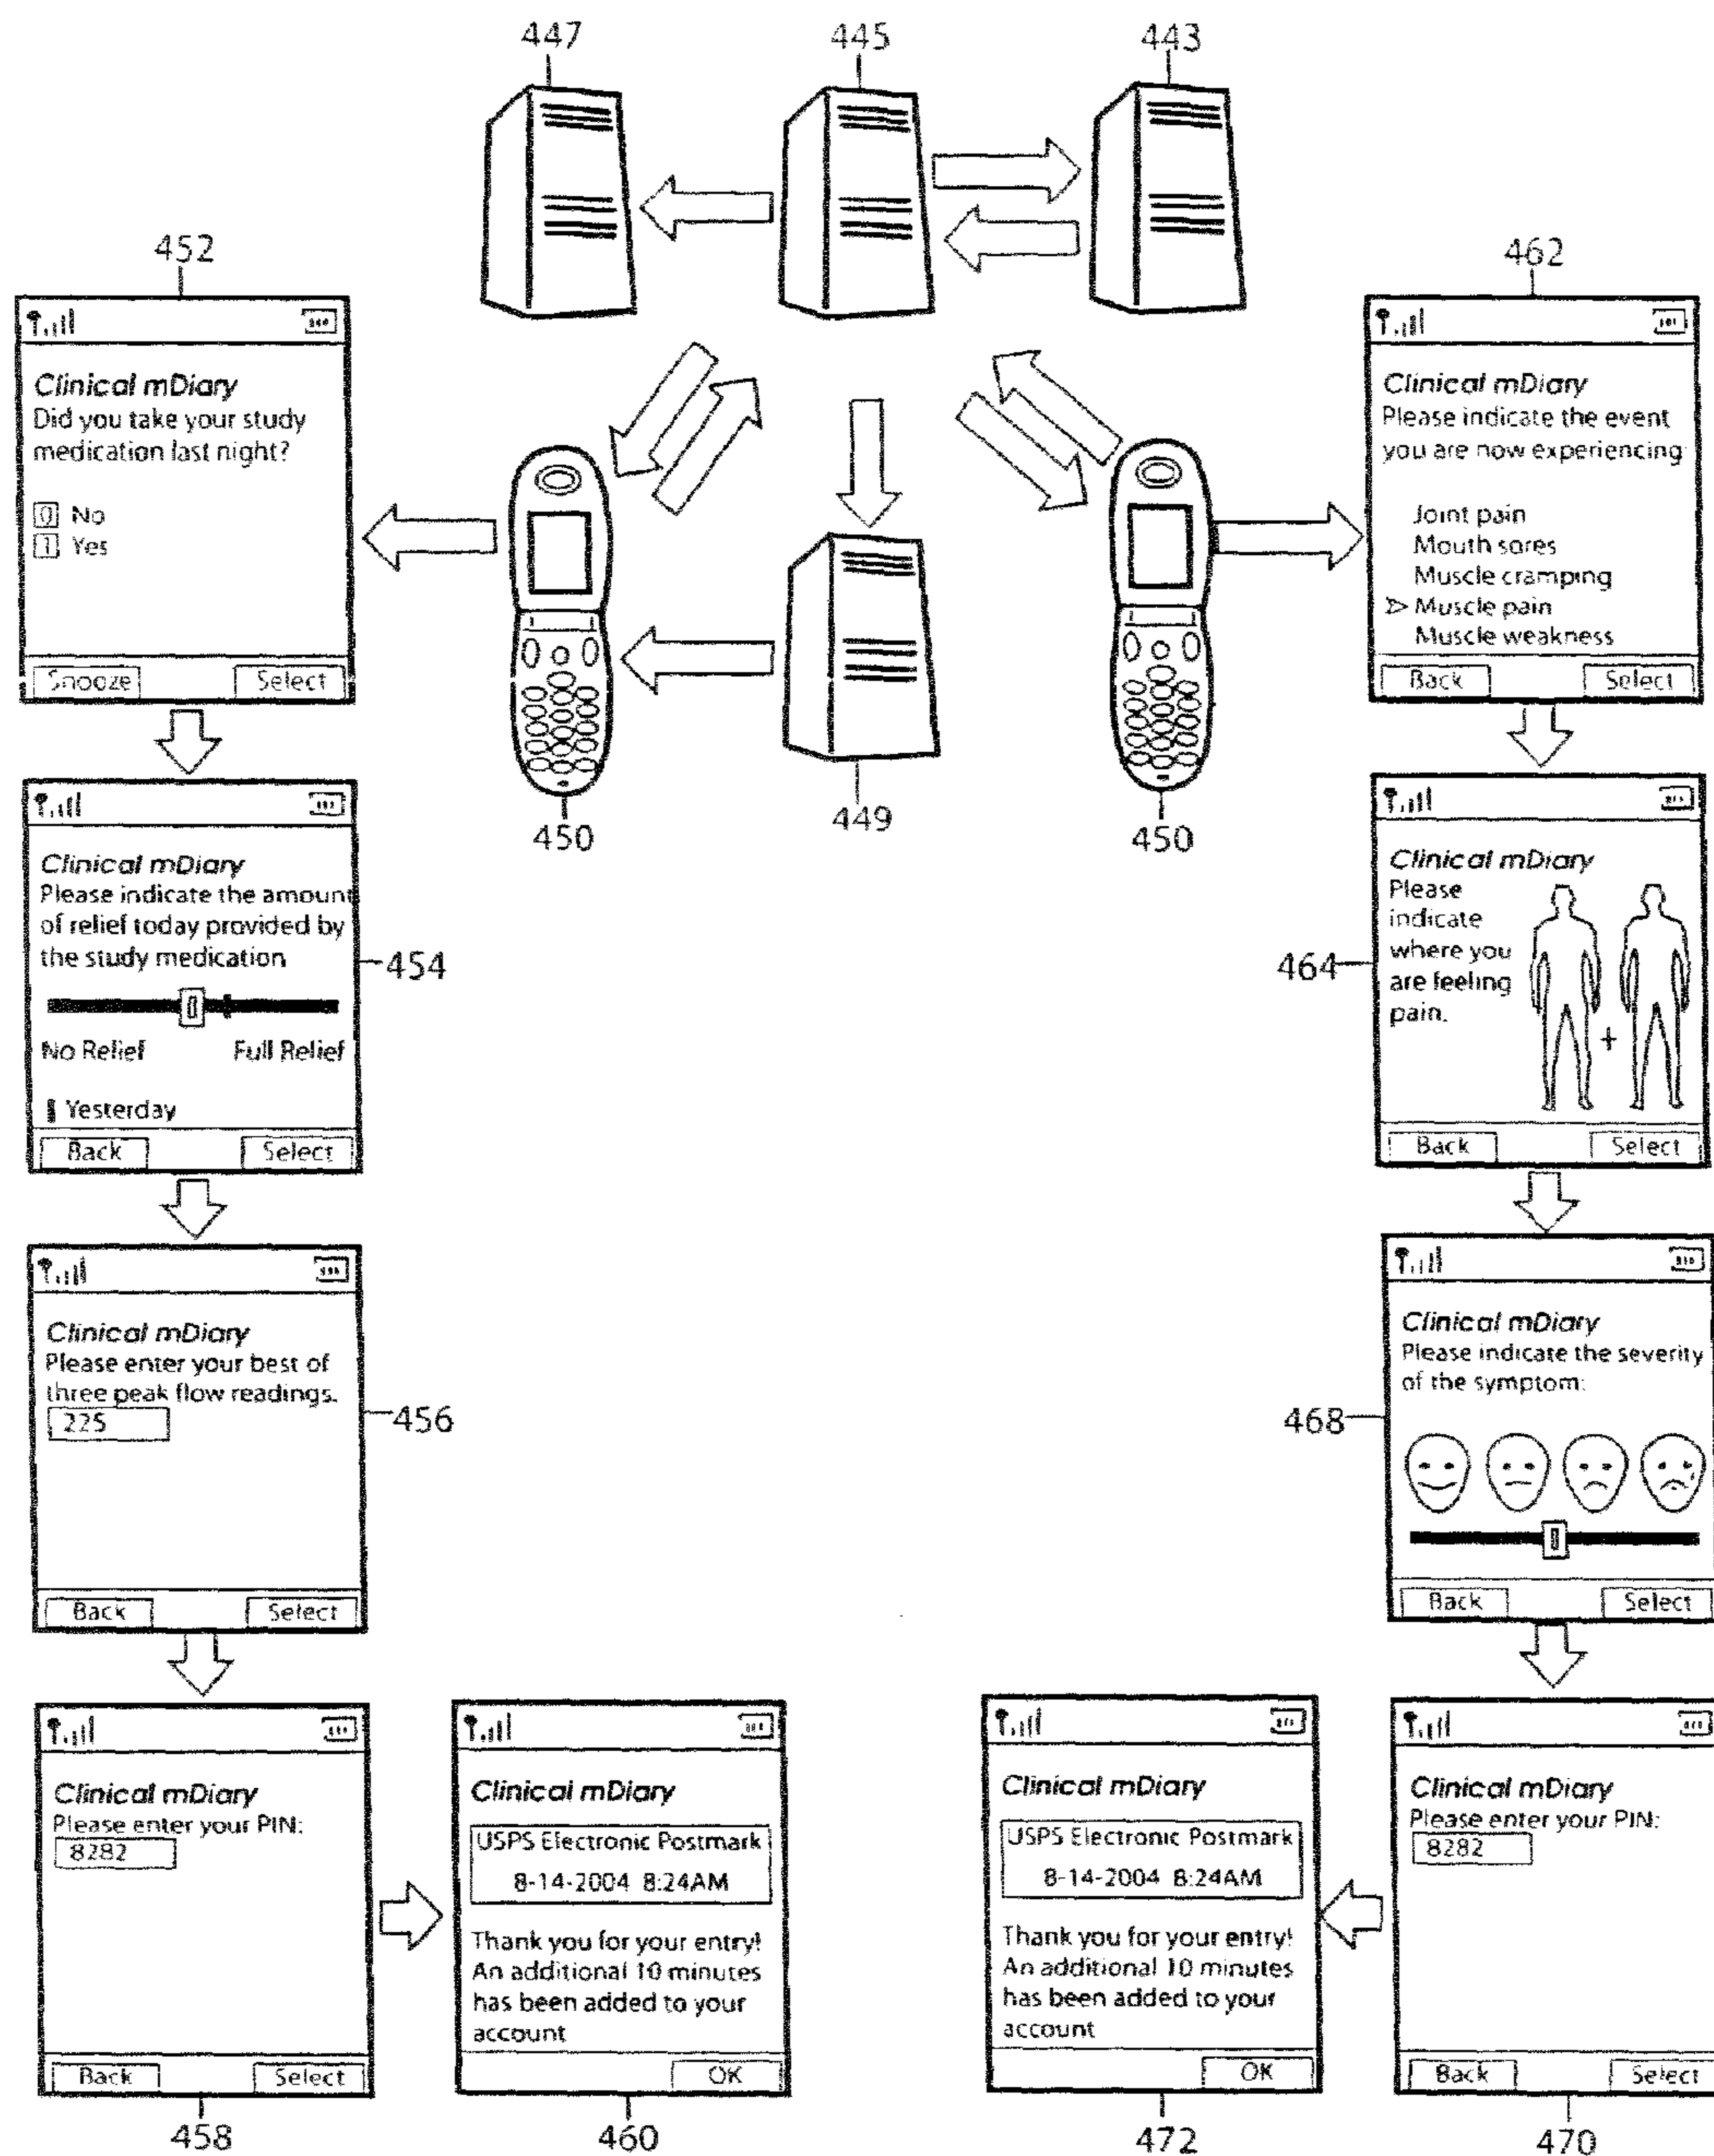 447
445
443
452
Clinical mDiary
Did you take your study
medication last night?
0 No
1 Yes
Snooze
Select
462
Clinical mDiary
Please indicate the event
you are now experiencing:
Joint pain
Mouth sores
Muscle cramping
Muscle pain
Muscle weakness
Back
Select
450
449
450
Clinical mDiary
Please indicate the amount
of relief today provided by
the study medication
No Relief
Full Relief
Yesterday
Back
Select
454
464
Clinical mDiary
Please
indicate
where you
are feeling
pain.
+
Back
Select
Clinical mDiary
Please enter your best of
three peak flow readings.
225
Back
Select
456
468
Clinical mDiary
Please indicate the severity
of the symptom:
Back
Select
Clinical mDiary
Please enter your PIN:
8282
Back
Select
458
Clinical mDiary
USPS Electronic Postmark
8-14-2004 8:24AM
Thank you for your entry!
An additional 10 minutes
has been added to your
account
OK
460
Clinical mDiary
USPS Electronic Postmark
8-14-2004 8:24AM
Thank you for your entry!
An additional 10 minutes
has been added to your
account
OK
472
Clinical mDiary
Please enter your PIN:
8282
Back
Select
470